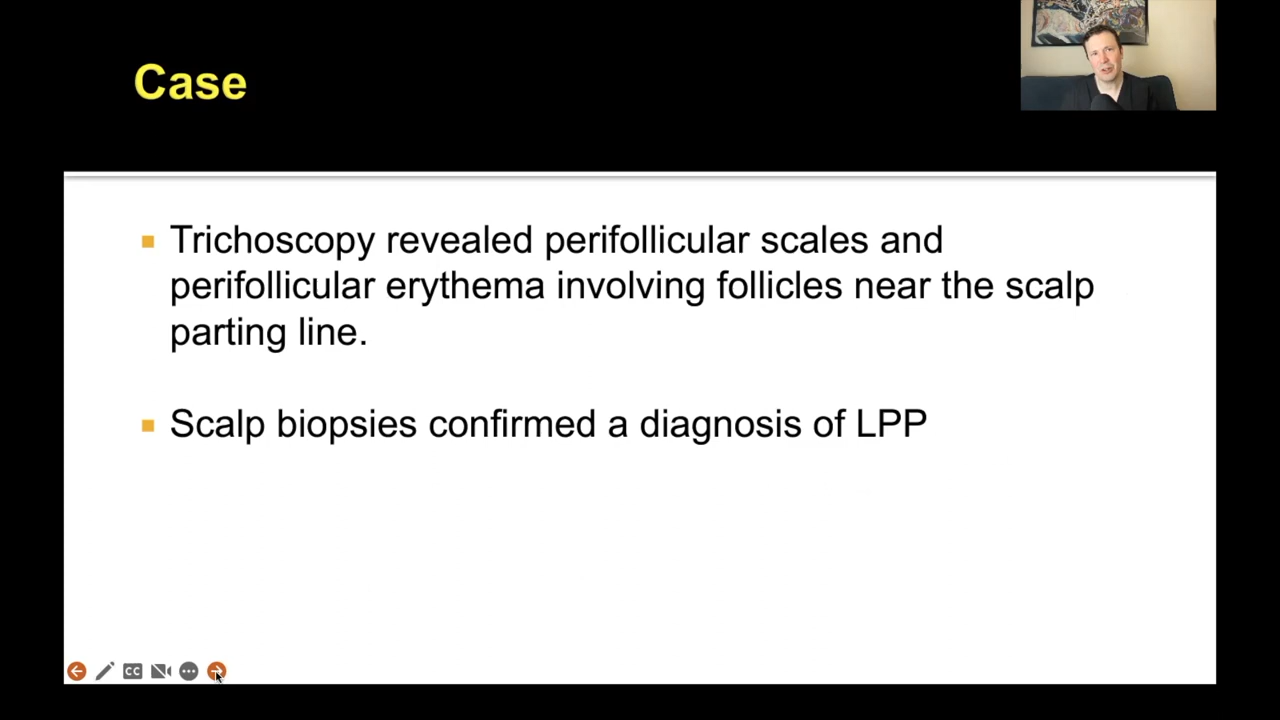 Case
Trichoscopy revealed perifollicular scales and
perifollicular erythema involving follicles near the scalp
parting line.
Scalp biopsies confirmed a diagnosis of LPP
CC